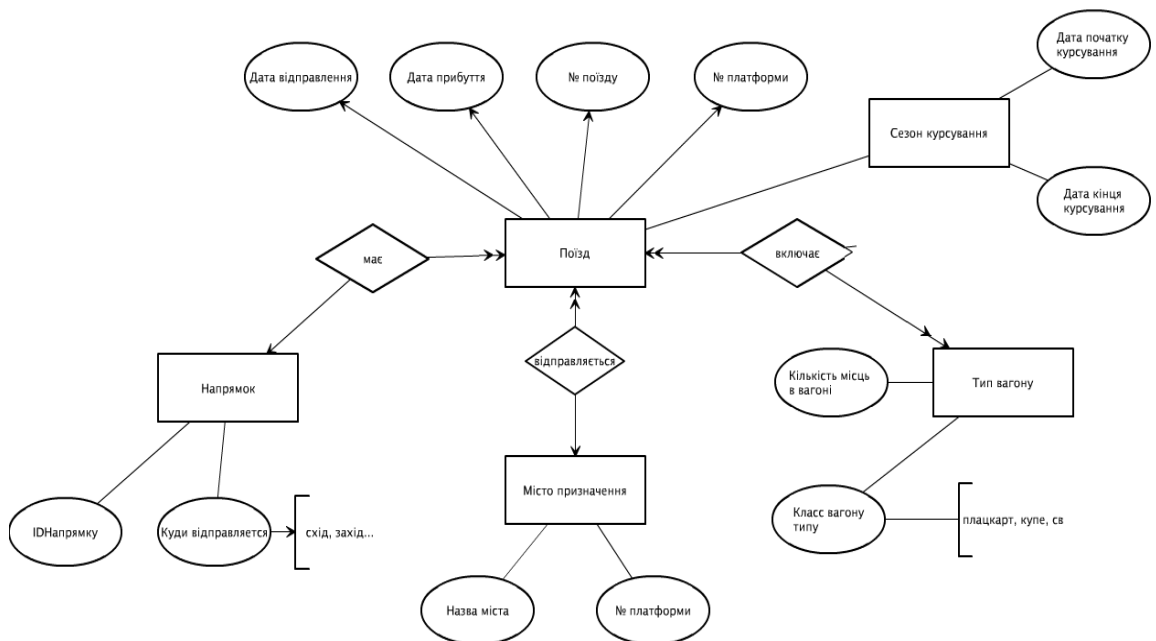 Дата початку
курсування
Дата відправлення
Дата прибуття
№ поїзду
№ платформи
Сезон курсування
Дата кінця
курсування
має
Поїзд
включає
відправляється
Напрямок
Кількість місць
в вагоні
Тип вагону
Місто призначення
IDНапрямку
Куди відправляется
схід, захід...
Класс вагону
типу
плацкарт, купе, св
Назва міста
№ платформи